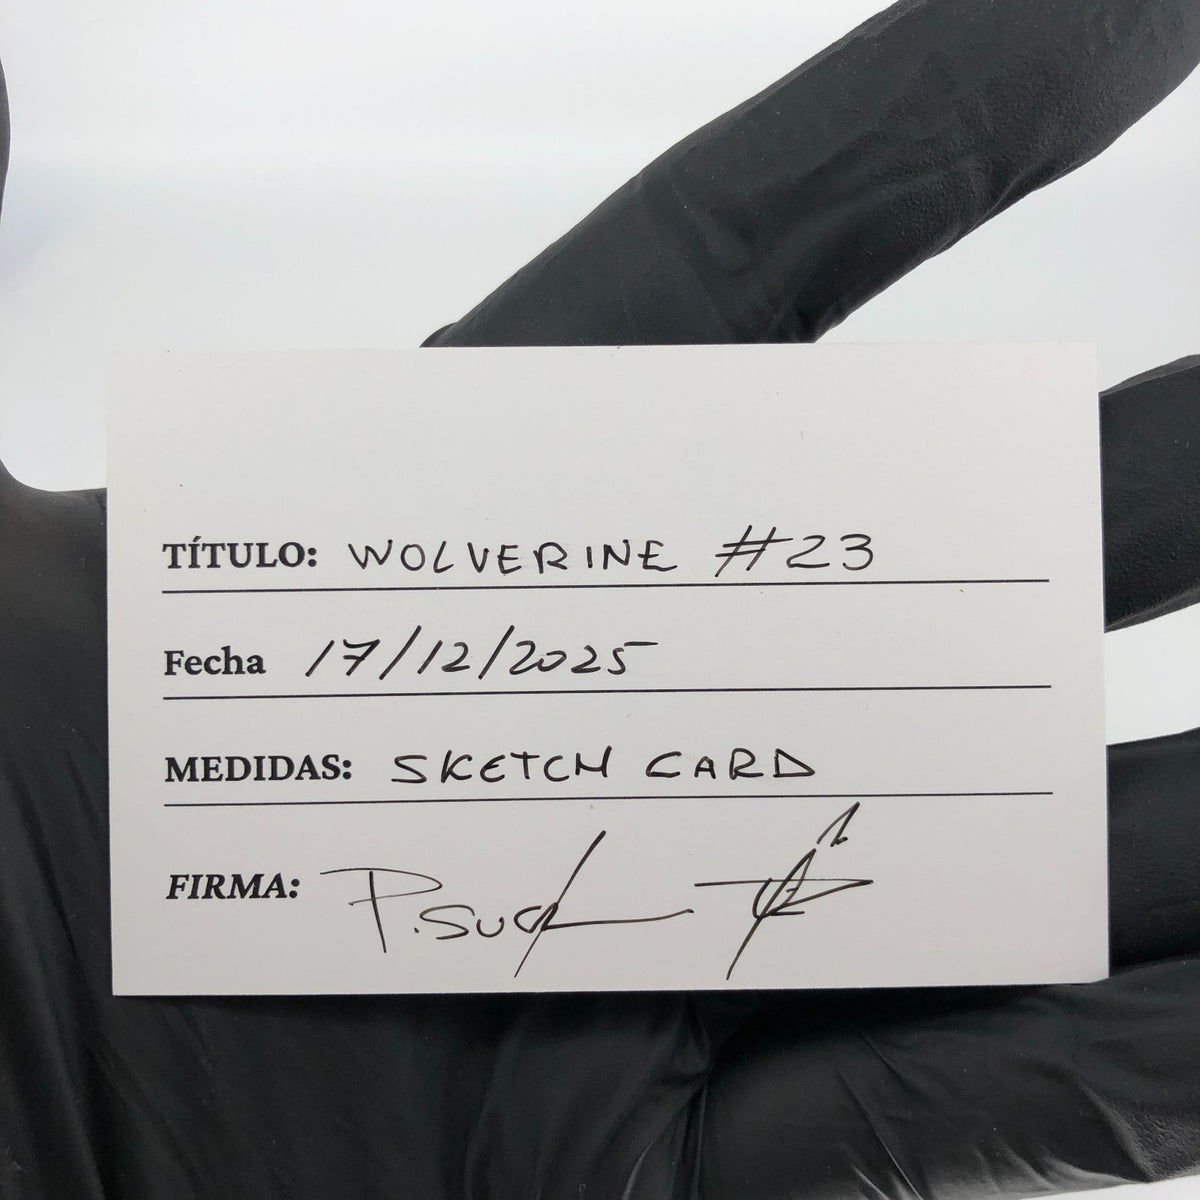 TÍTULO: WOLVERINE #23
Fecha 17/12/2025
MEDIDAS: SKETCH CARD
FIRMA: